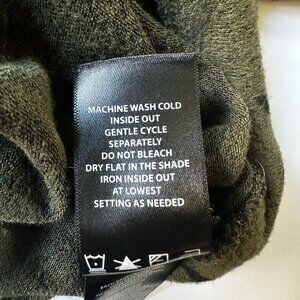 MACHINE WASH COLD
INSIDE OUT
GENTLE CYCLE
SEPARATELY
DO NOT BLEACH
DRY FLAT IN THE SHADE
IRON INSIDE OUT
AT LOWEST
SETTING AS NEEDED